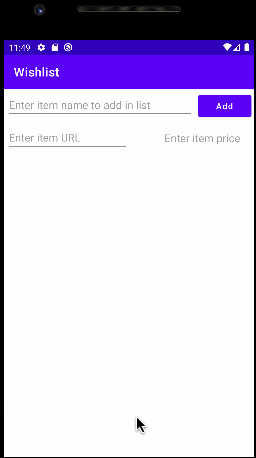 11:49
Wishlist
Enter item name to add in list
Add
Enter item URL
Enter item price